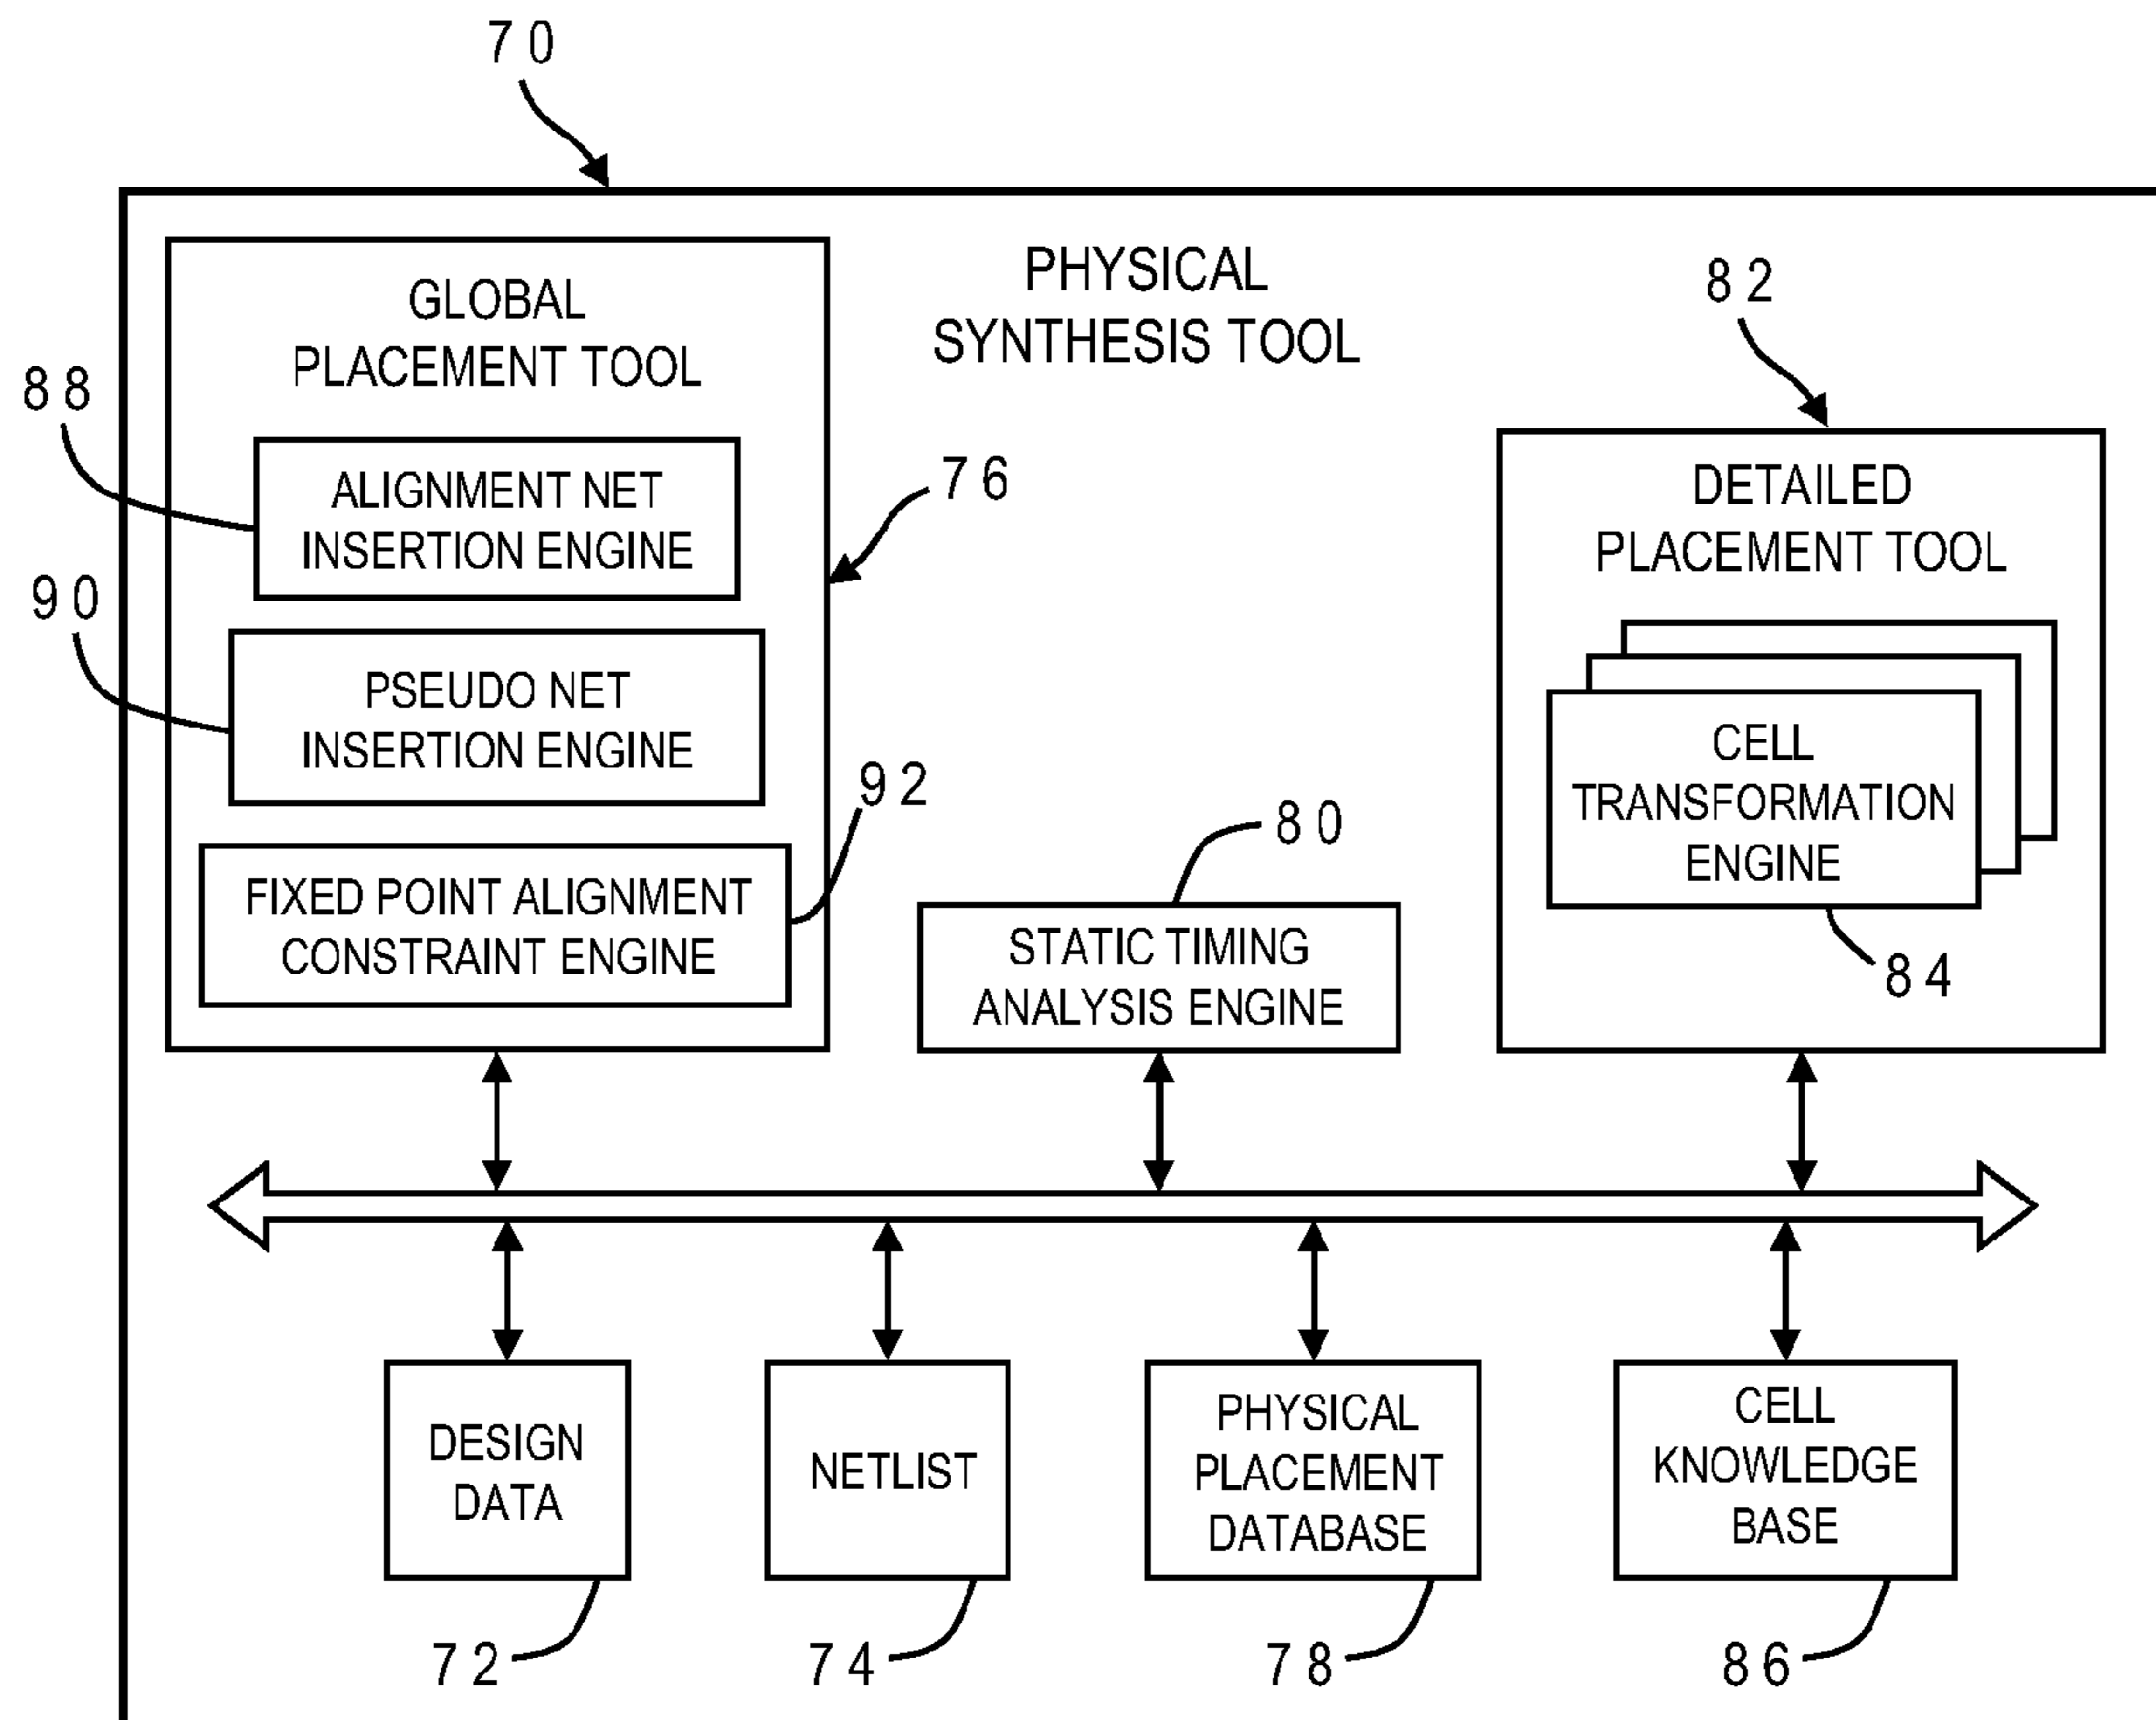 70
PHYSICAL
SYNTHESIS TOOL
GLOBAL
PLACEMENT TOOL
88
ALIGNMENT NET
INSERTION ENGINE
76
90
PSEUDO NET
INSERTION ENGINE
92
FIXED POINT ALIGNMENT
CONSTRAINT ENGINE
80
STATIC TIMING
ANALYSIS ENGINE
82
DETAILED
PLACEMENT TOOL
CELL
TRANSFORMATION
ENGINE
84
DESIGN
DATA
72
NETLIST
74
PHYSICAL
PLACEMENT
DATABASE
78
CELL
KNOWLEDGE
BASE
86